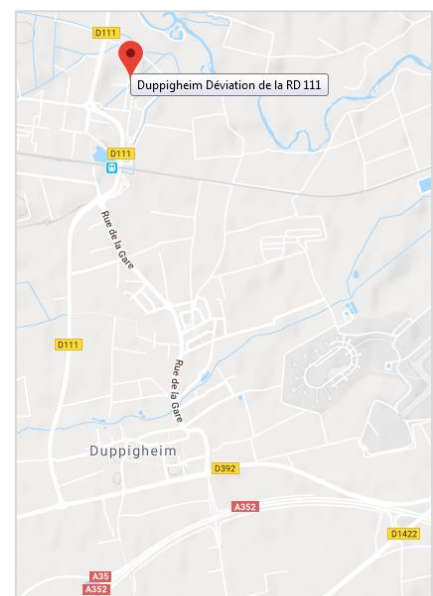 D111
Duppigheim Déviation de la RD 111
D111
Rue de la Gare
D111
Rue de la Gare
Duppigheim
D392
A352
D1422
A35
A352